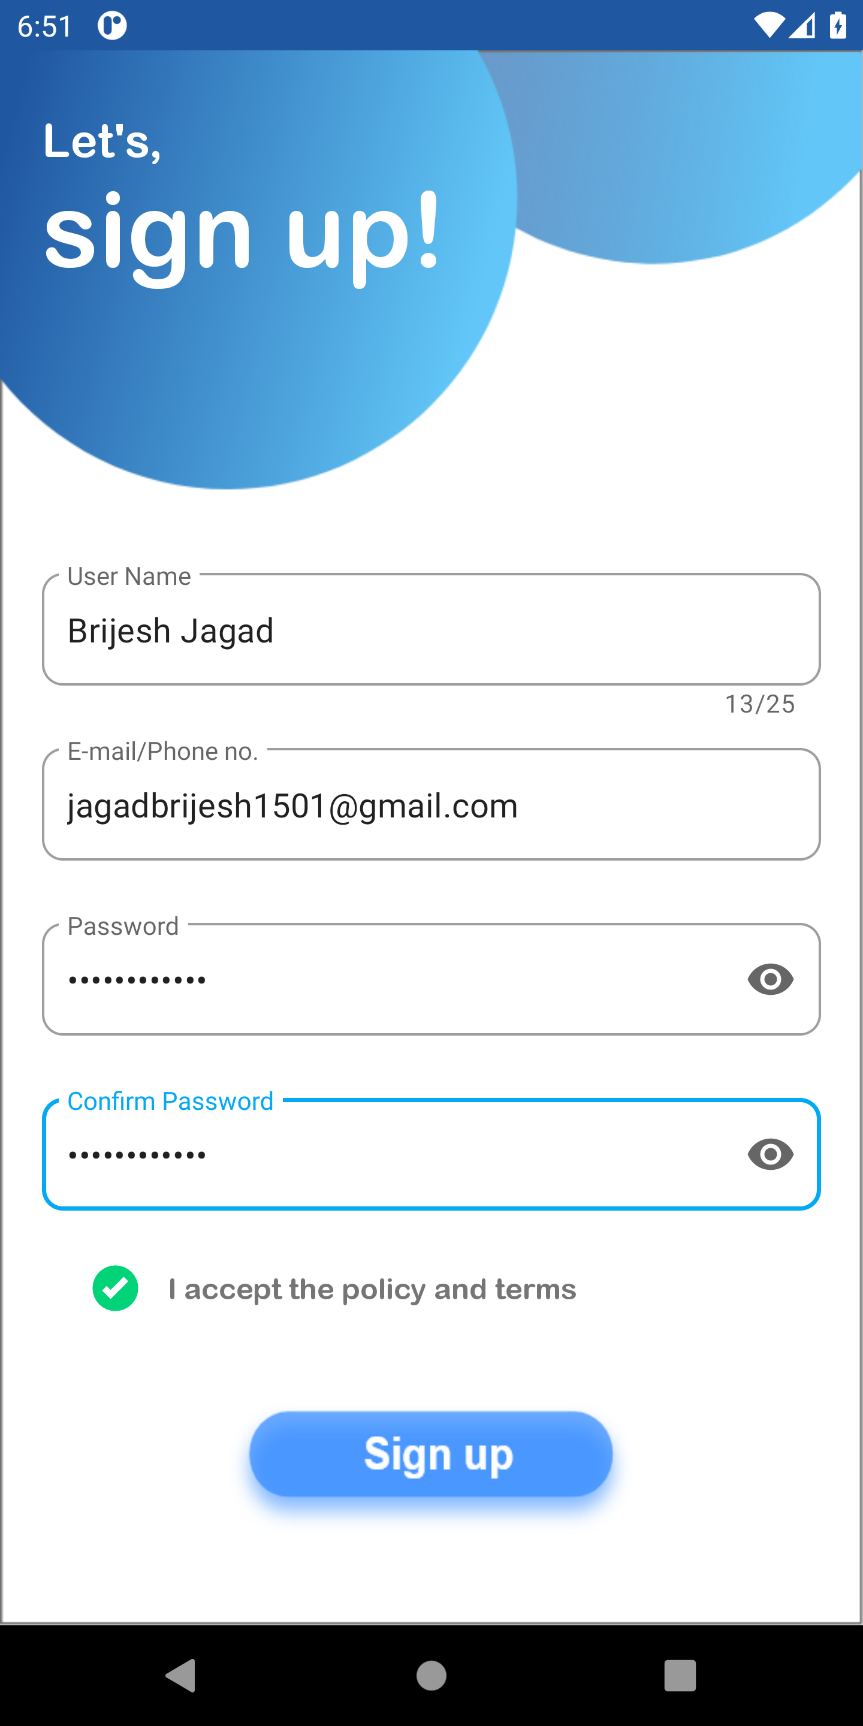 6:51
Let's,
sign up!
User Name
Brijesh Jagad
13/25
E-mail/Phone no.
jagadbrijesh1501@gmail.com
Password
••••••••••••
Confirm Password
••••••••••••
I accept the policy and terms
Sign up